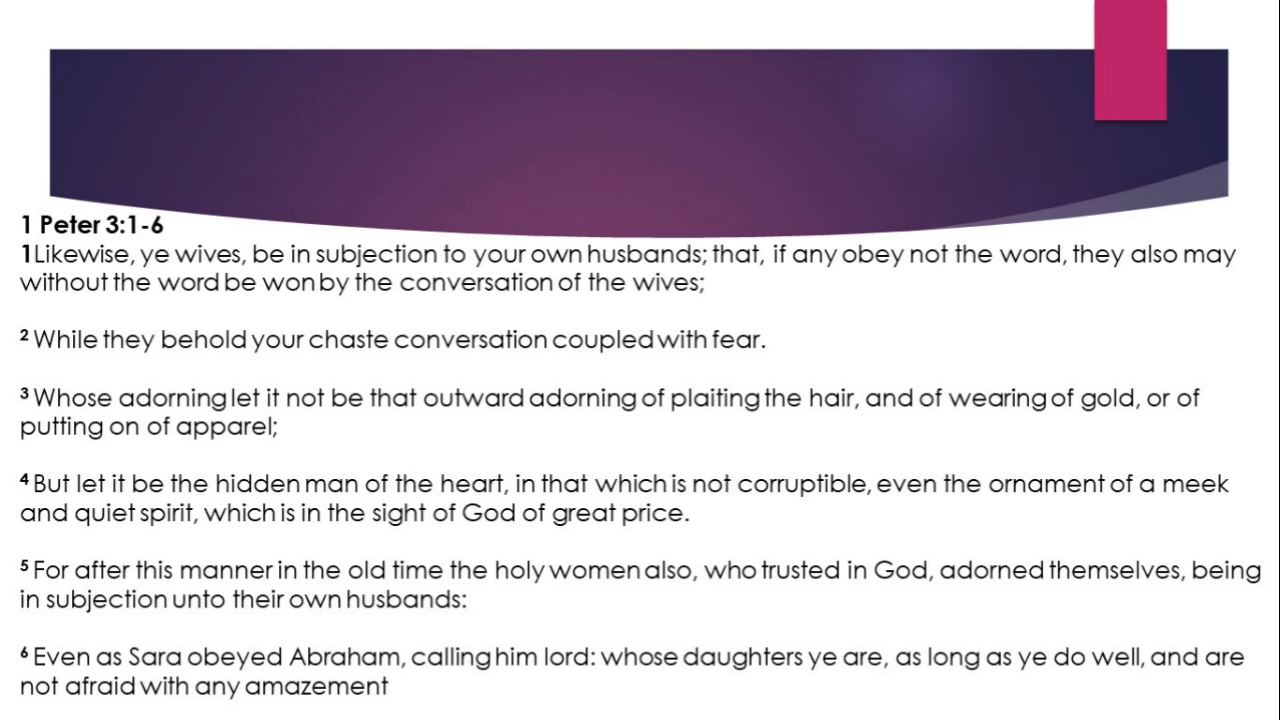 1 Peter 3:1-6
1Likewise, ye wives, be in subjection to your own husbands; that, if any obey not the word, they also may
without the word be won by the conversation of the wives;
2 While they behold your chaste conversation coupled with fear.
3 Whose adorning let it not be that outward adorning of plaiting the hair, and of wearing of gold, or of
putting on of apparel;
4 But let it be the hidden man of the heart, in that which is not corruptible, even the ornament of a meek
and quiet spirit, which is in the sight of God of great price.
5 For after this manner in the old time the holy women also, who trusted in God, adorned themselves, being
in subjection unto their own husbands:
6 Even as Sara obeyed Abraham, calling him lord: whose daughters ye are, as long as ye do well, and are
not afraid with any amazement